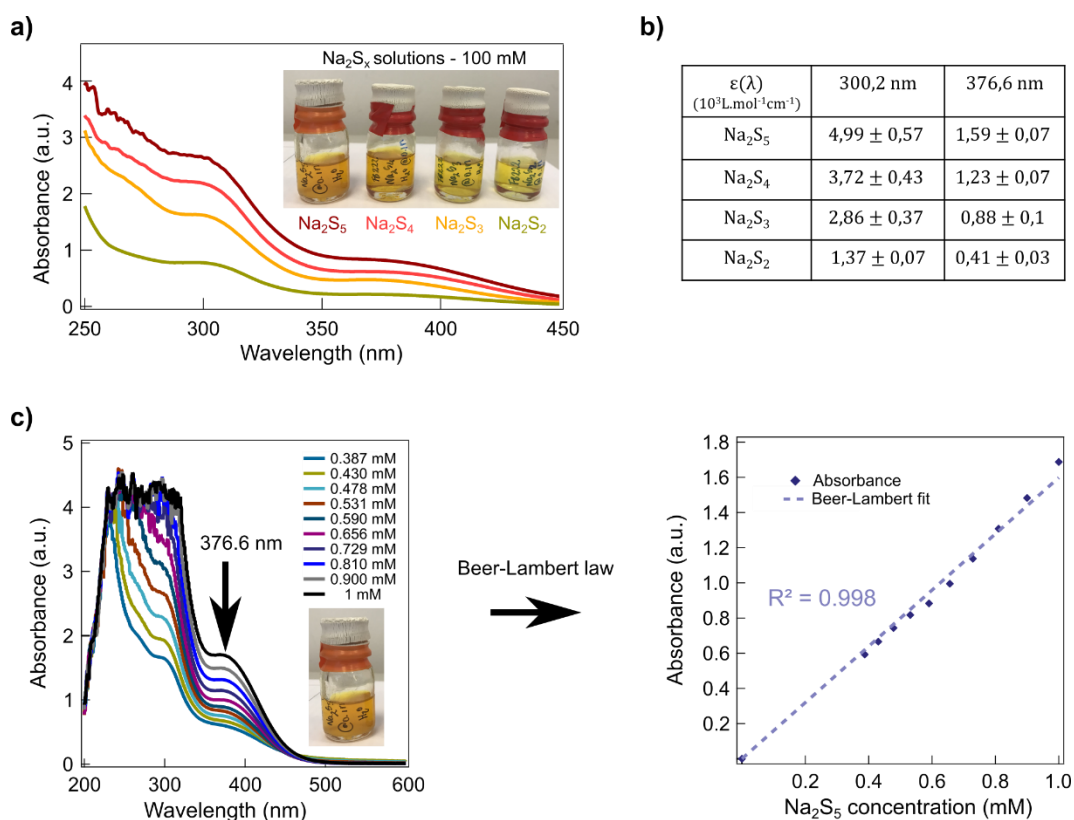 a)
Na₂Sₓ solutions - 100 mM
Absorbance (a.u.)
4
3
2
1
0
Na₂S₅ Na₂S₄ Na₂S₃ Na₂S₂
250 300 350 400 450
Wavelength (nm)
b)
ε(λ) 300,2 nm 376,6 nm
(10³L.mol⁻¹cm⁻¹)
Na₂S₅ 4,99 ± 0,57 1,59 ± 0,07
Na₂S₄ 3,72 ± 0,43 1,23 ± 0,07
Na₂S₃ 2,86 ± 0,37 0,88 ± 0,1
Na₂S₂ 1,37 ± 0,07 0,41 ± 0,03
c)
Absorbance (a.u.)
5
4
3
2
1
0
0.387 mM
0.430 mM
0.478 mM
0.531 mM
0.590 mM
0.656 mM
0.729 mM
0.810 mM
0.900 mM
1 mM
376.6 nm
Na₂S₅
@0.1n
H₂O
200 300 400 500 600
Wavelength (nm)
Beer-Lambert law
Absorbance (a.u.)
1.8
1.6
1.4
1.2
1.0
0.8
0.6
0.4
0.2
Absorbance
Beer-Lambert fit
R² = 0.998
0.2 0.4 0.6 0.8 1.0
Na₂S₅ concentration (mM)